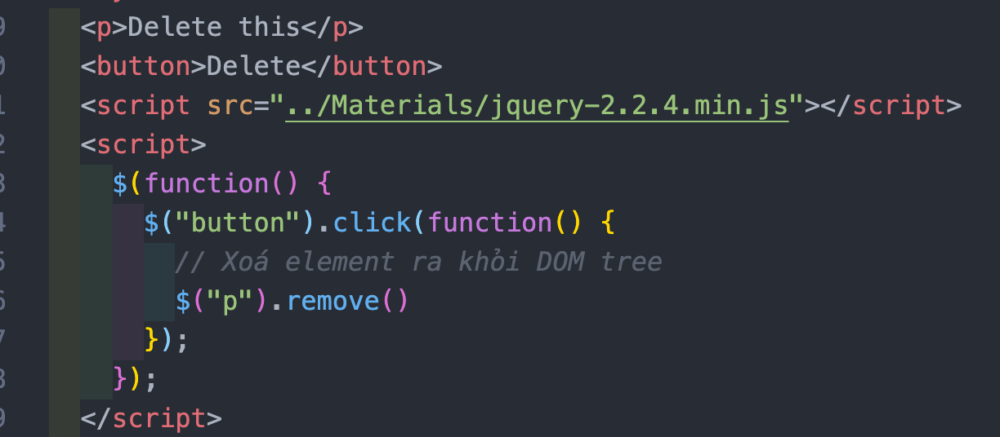 <p>Delete this</p>
<button>Delete</button>
<script src="../Materials/jquery-2.2.4.min.js"></script>
<script>
$(function() {
$("button").click(function() {
// Xoá element ra khỏi DOM tree
$("p").remove()
});
});
</script>